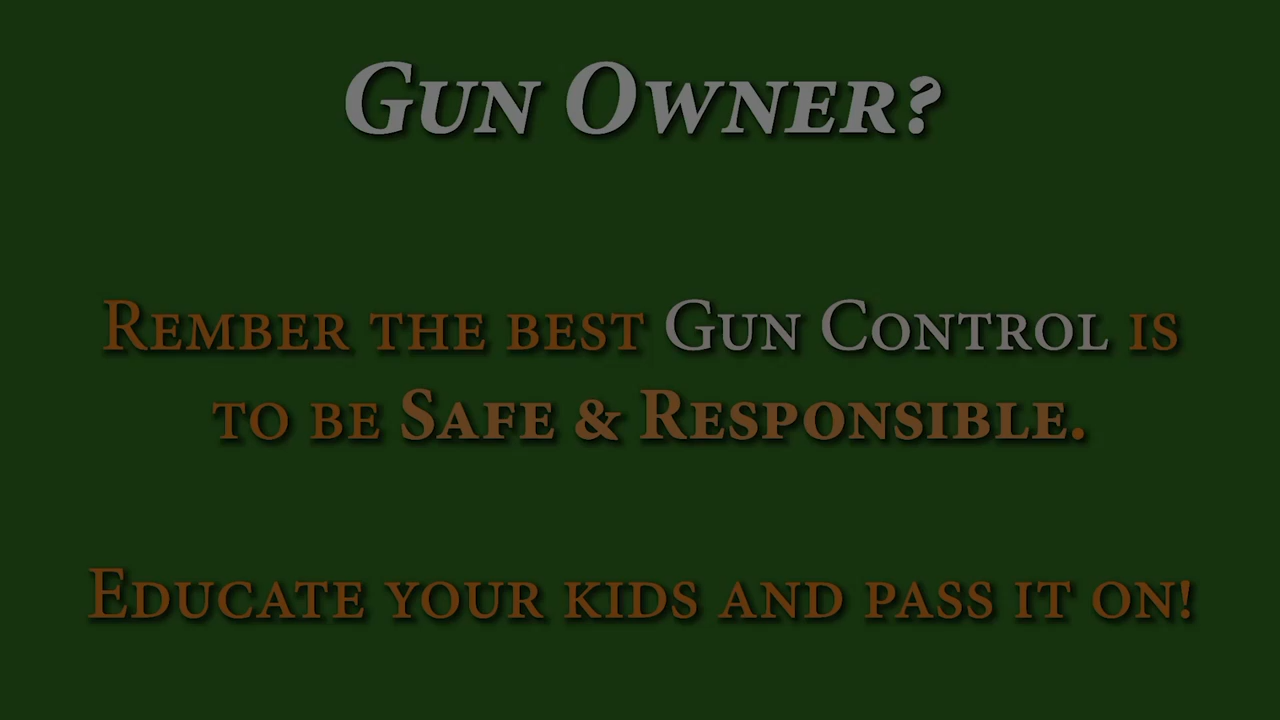 Gun Owner?
Rember the best Gun Control is
to be Safe & Responsible.
Educate your kids and pass it on!